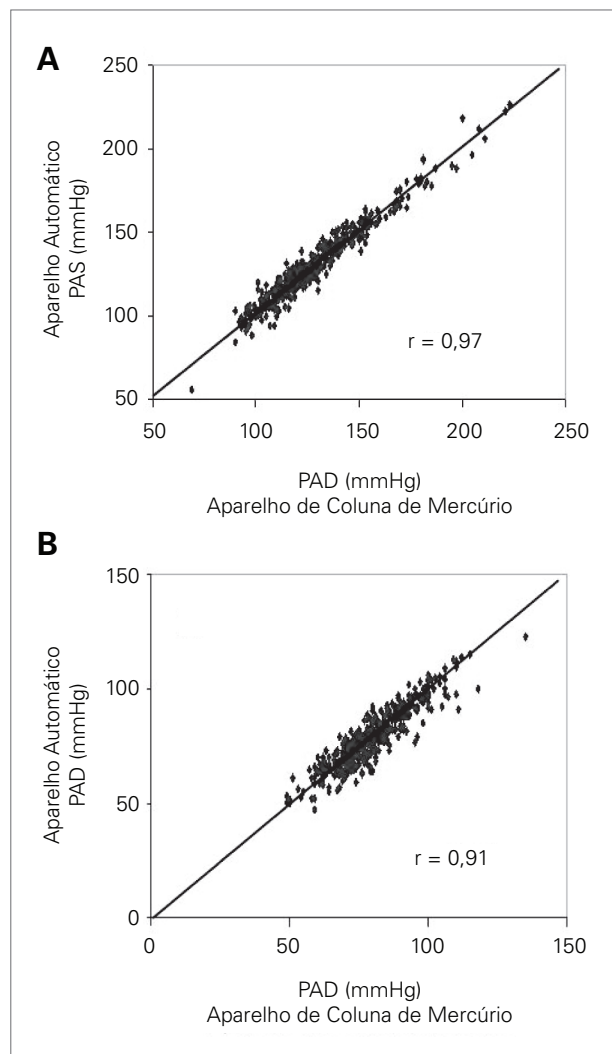 A
250
200
150
100
50
Aparelho Automático
PAS (mmHg)
r = 0,97
50 100 150 200 250
PAD (mmHg)
Aparelho de Coluna de Mercúrio
B
150
100
50
0
Aparelho Automático
PAD (mmHg)
r = 0,91
0 50 100 150
PAD (mmHg)
Aparelho de Coluna de Mercúrio